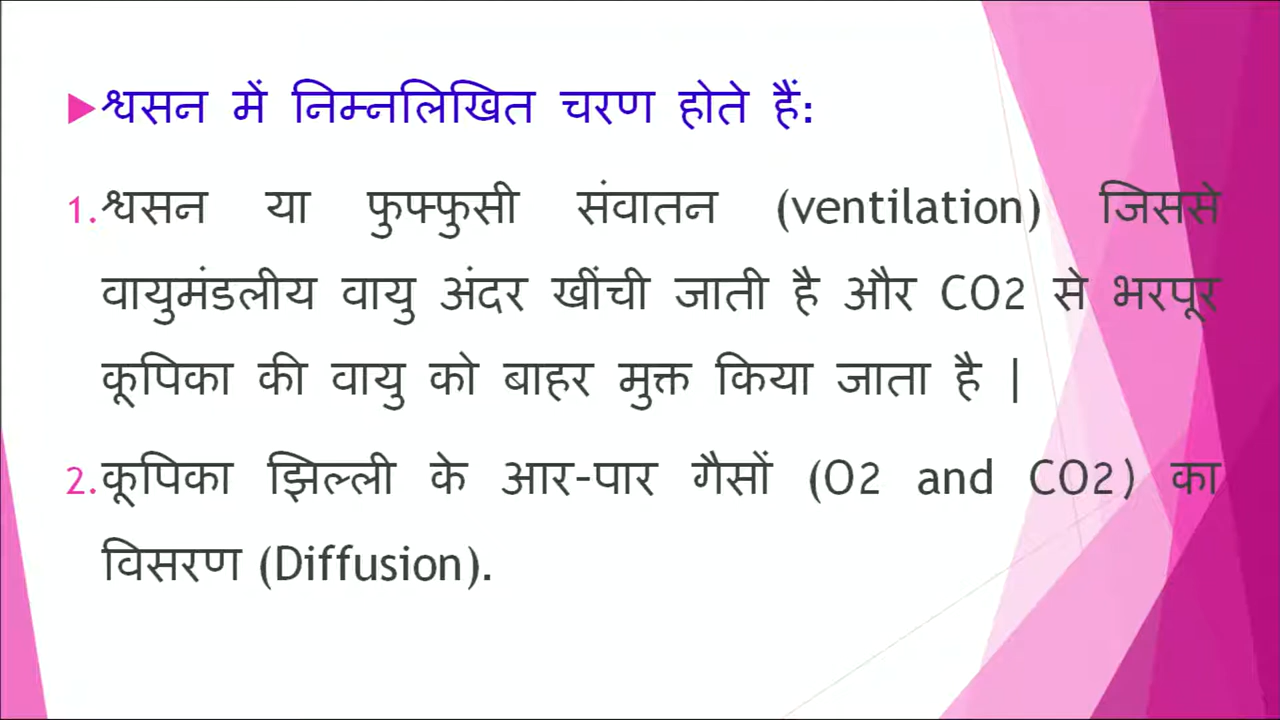 श्वसन में निम्नलिखित चरण होते हैं:
1. श्वसन या फुफ्फुसी संवातन (ventilation) जिससे
वायुमंडलीय वायु अंदर खींची जाती है और CO2 से भरपूर
कूपिका की वायु को बाहर मुक्त किया जाता है |
2. कूपिका झिल्ली के आर-पार गैसों (O2 and CO2) का
विसरण (Diffusion).